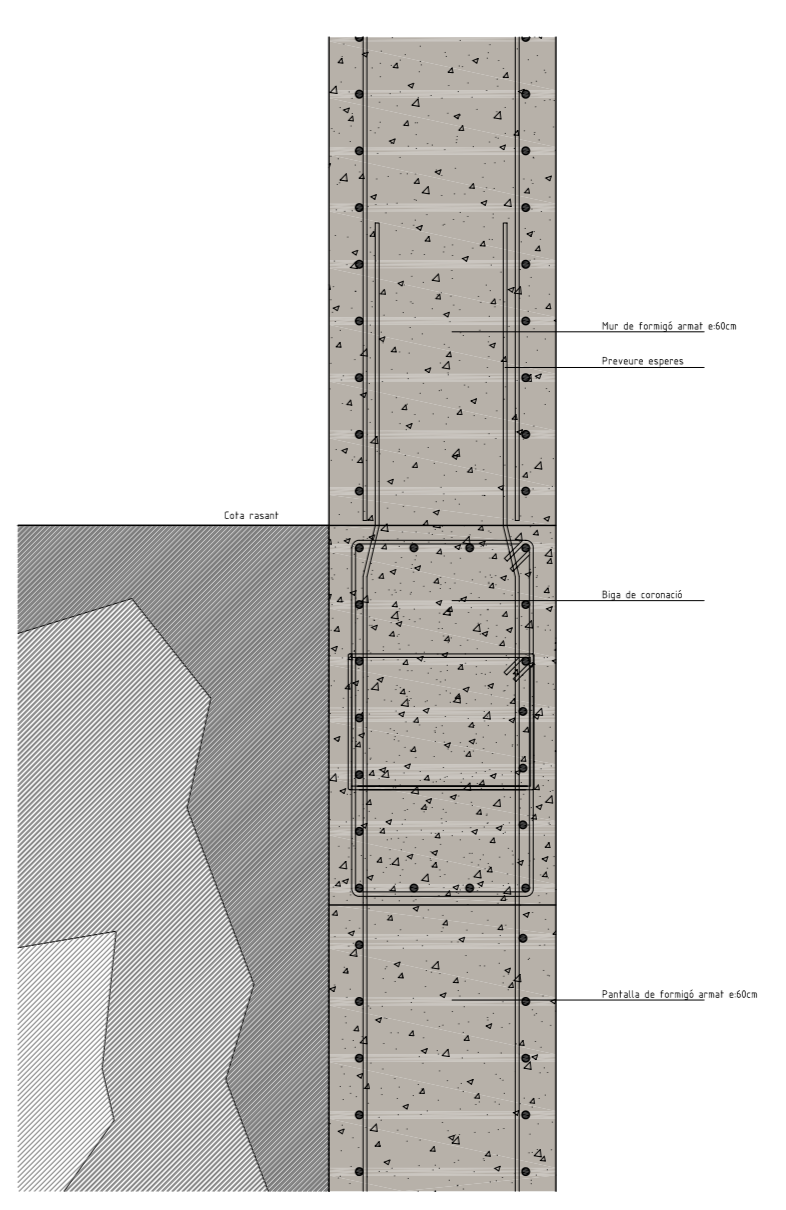 Mur de formigó armat e:60cm
Preveure esperes
Cota rasant
Biga de coronació
Pantalla de formigó armat e:60cm